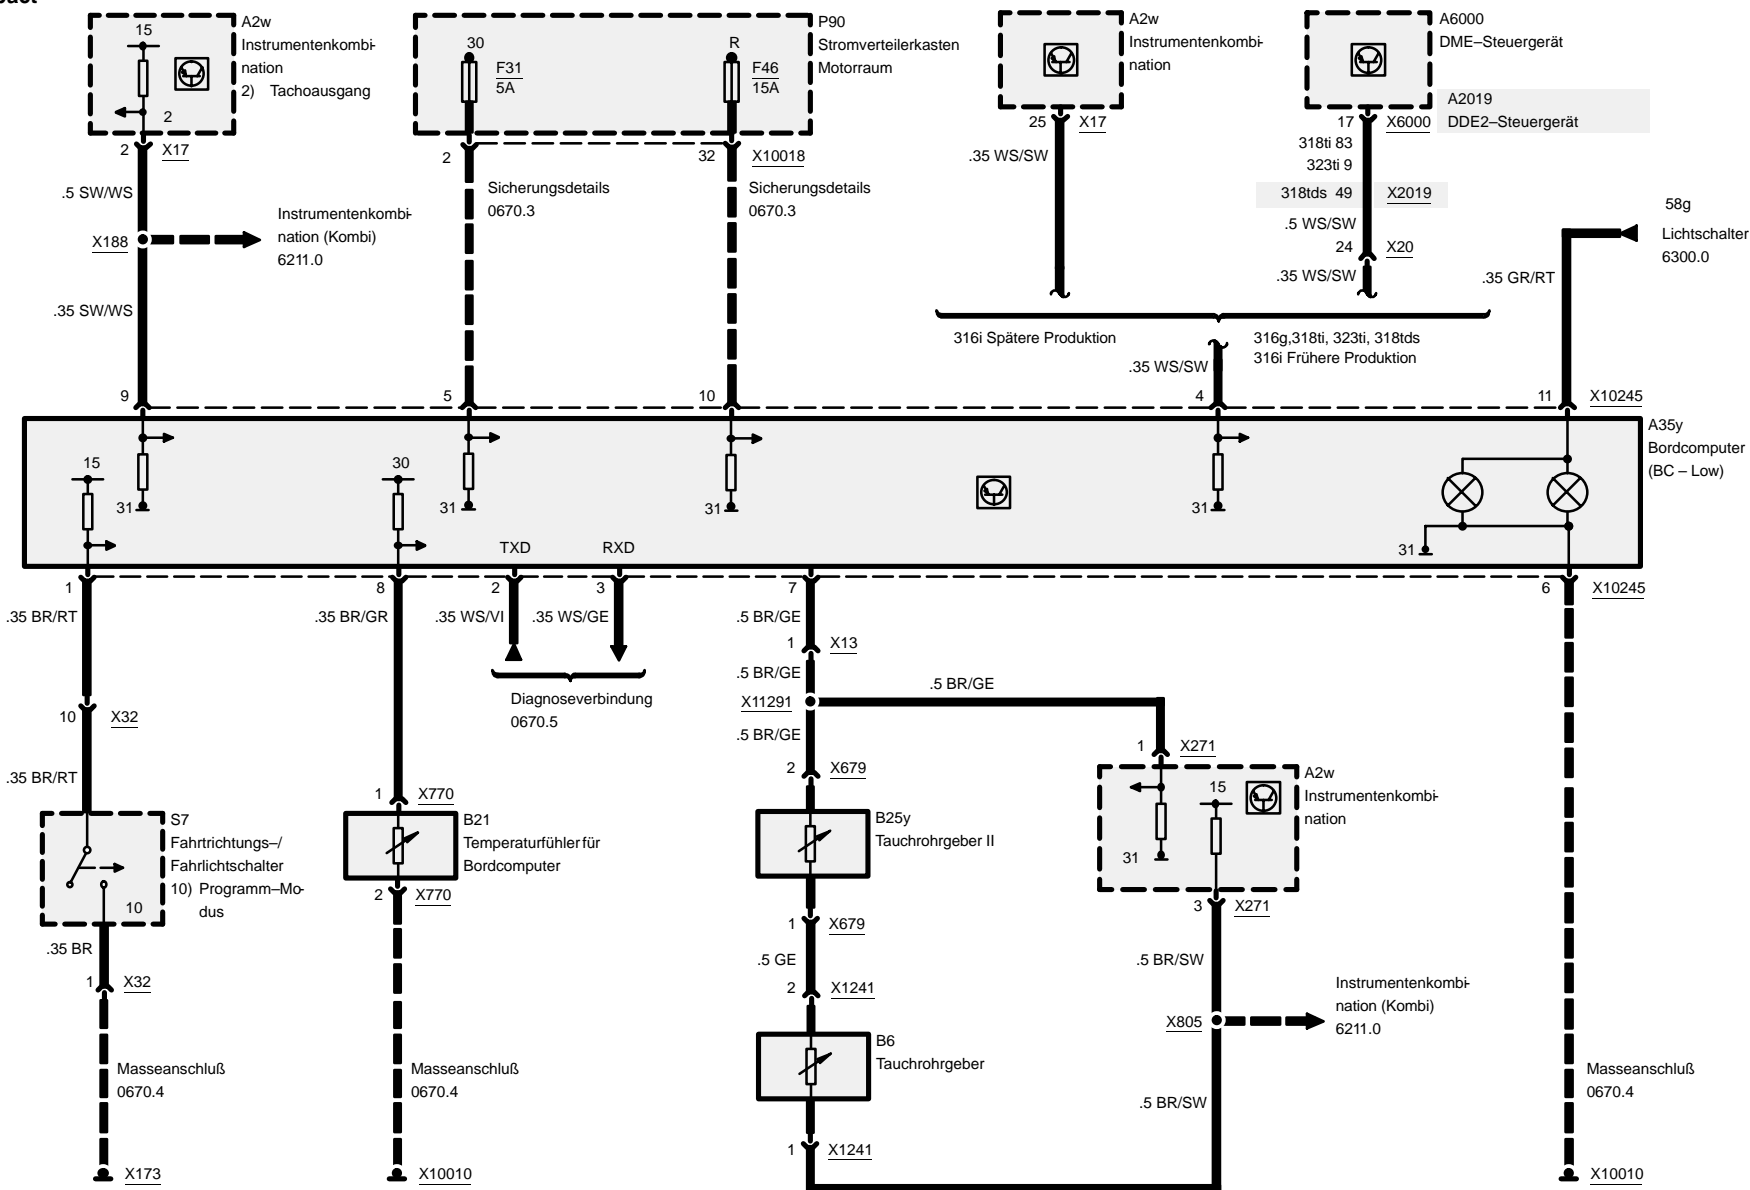 15
A2w
Instrumentenkombi-
nation
2) Tachoausgang
2
2 X17
.5 SW/WS
X188
Instrumentenkombi-
nation (Kombi)
6211.0
.35 SW/WS
9
30
F31
5A
R
F46
15A
P90
Stromverteilerkasten
Motorraum
2
32 X10018
Sicherungsdetails
0670.3
Sicherungsdetails
0670.3
5
10
A2w
Instrumentenkombi-
nation
25 X17
.35 WS/SW
A6000
DME–Steuergerät
A2019
DDE2–Steuergerät
17 X6000
318ti 83
323ti 9
318tds 49 X2019
.5 WS/SW
24 X20
.35 WS/SW
316i Spätere Produktion
316g,318ti, 323ti, 318tds
316i Frühere Produktion
.35 WS/SW
4
58g
Lichtschalter
6300.0
.35 GR/RT
11 X10245
A35y
Bordcomputer
(BC – Low)
15
31
30
31
31
31
31
TXD
RXD
1
8
2
3
7
6 X10245
.35 BR/RT
.35 BR/GR
.35 WS/VI
.35 WS/GE
.5 BR/GE
Diagnoseverbindung
0670.5
10 X32
.35 BR/RT
S7
Fahrtrichtungs–/
Fahrlichtschalter
10) Programm–Mo-
dus
10
.35 BR
1 X32
Masseanschluß
0670.4
X173
1 X770
B21
Temperaturfühler für
Bordcomputer
2 X770
Masseanschluß
0670.4
X10010
1 X13
.5 BR/GE
X11291
.5 BR/GE
.5 BR/GE
2 X679
B25y
Tauchrohrgeber II
1 X679
.5 GE
2 X1241
B6
Tauchrohrgeber
1 X1241
1 X271
A2w
Instrumentenkombi-
nation
15
31
3 X271
.5 BR/SW
X805
Instrumentenkombi-
nation (Kombi)
6211.0
.5 BR/SW
Masseanschluß
0670.4
X10010